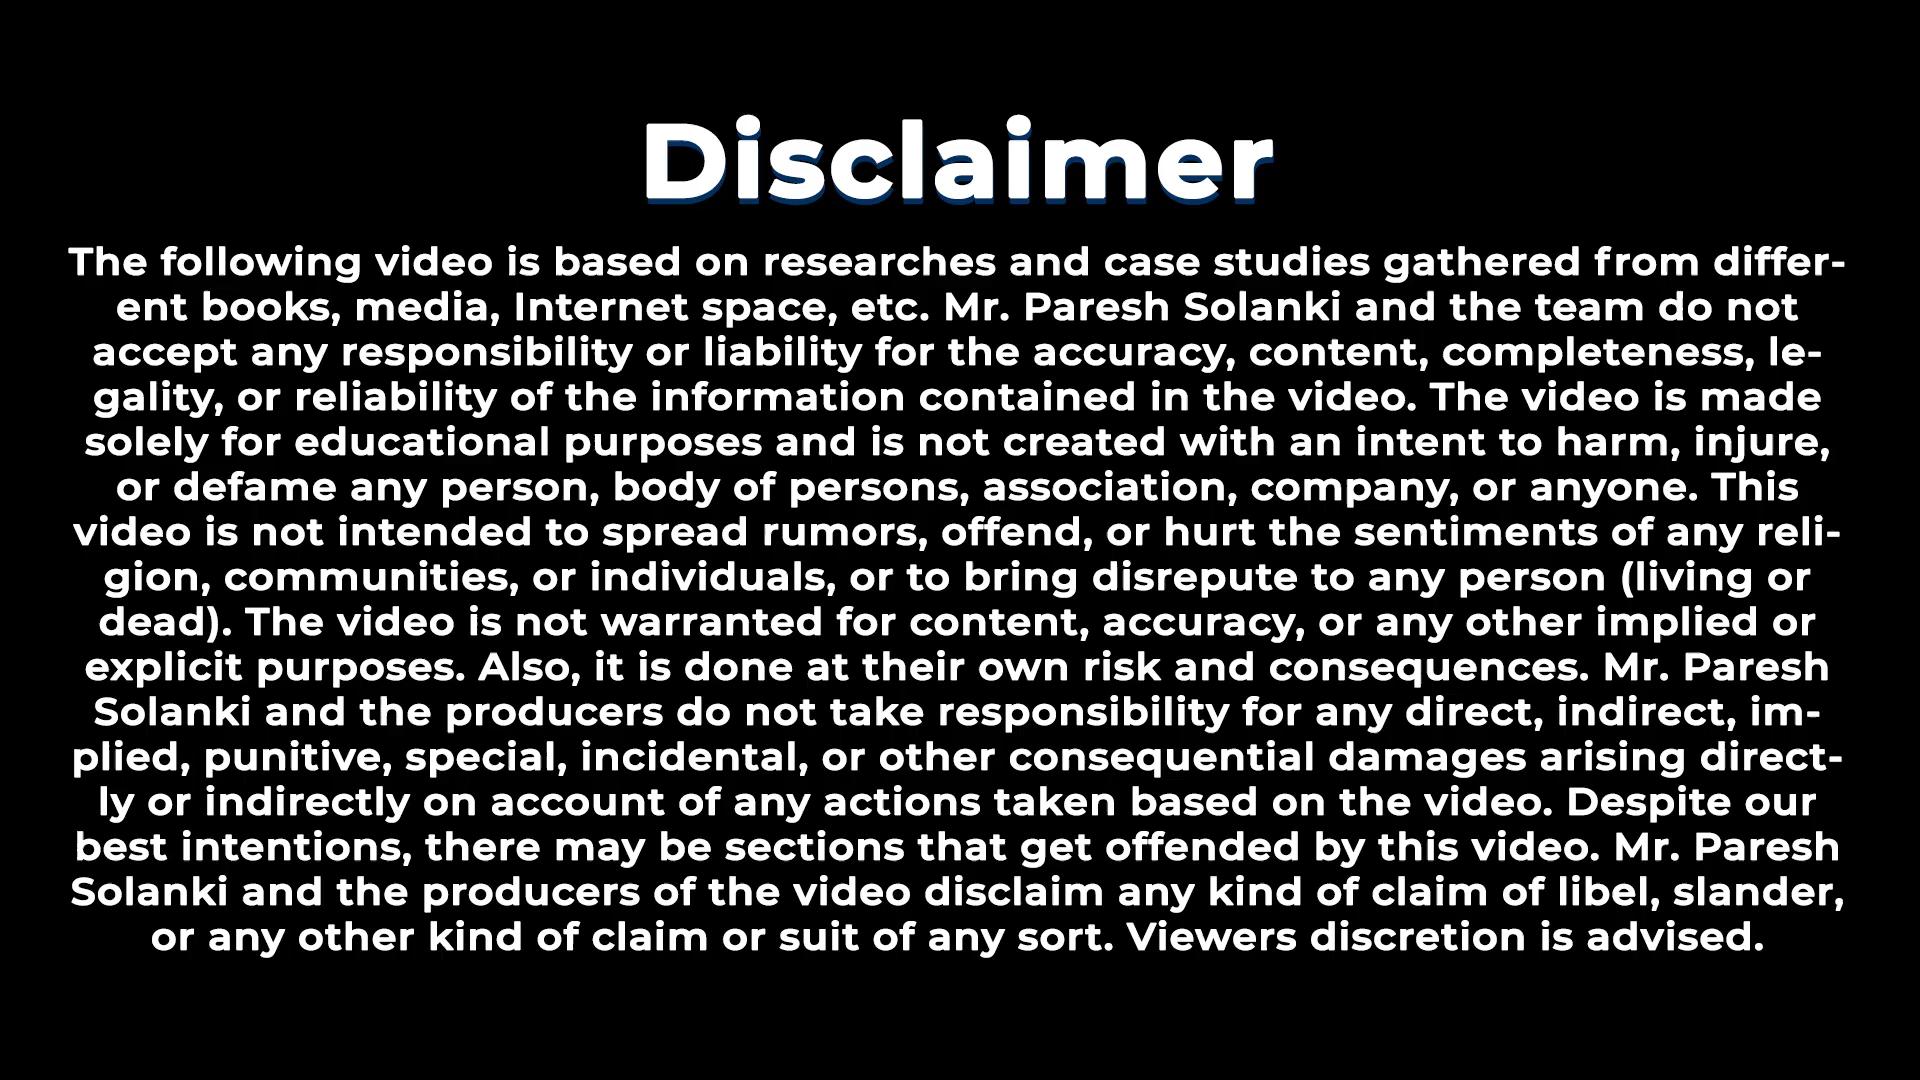 Disclaimer
The following video is based on researches and case studies gathered from differ-
ent books, media, Internet space, etc. Mr. Paresh Solanki and the team do not
accept any responsibility or liability for the accuracy, content, completeness, le-
gality, or reliability of the information contained in the video. The video is made
solely for educational purposes and is not created with an intent to harm, injure,
or defame any person, body of persons, association, company, or anyone. This
video is not intended to spread rumors, offend, or hurt the sentiments of any reli-
gion, communities, or individuals, or to bring disrepute to any person (living or
dead). The video is not warranted for content, accuracy, or any other implied or
explicit purposes. Also, it is done at their own risk and consequences. Mr. Paresh
Solanki and the producers do not take responsibility for any direct, indirect, im-
plied, punitive, special, incidental, or other consequential damages arising direct-
ly or indirectly on account of any actions taken based on the video. Despite our
best intentions, there may be sections that get offended by this video. Mr. Paresh
Solanki and the producers of the video disclaim any kind of claim of libel, slander,
or any other kind of claim or suit of any sort. Viewers discretion is advised.